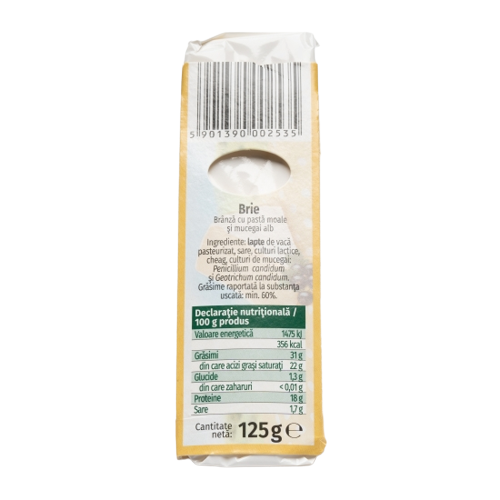 5 901390 002535
Brie
Brânză cu pastă moale
și mucegai alb.
Ingrediente: lapte de vacă
pasteurizat, sare, culturi lactice,
cheag, culturi de mucegai:
Penicillium candidum
și Geotrichum candidum.
Grăsime raportată la substanța
uscată: min. 60%.
Declarație nutrițională /
100 g produs
Valoare energetică 1475 kJ
356 kcal
Grăsimi 31 g
din care acizi grași saturați 22 g
Glucide 1,3 g
din care zaharuri < 0,01 g
Proteine 18 g
Sare 1,7 g
Cantitate
netă: 125g ℮